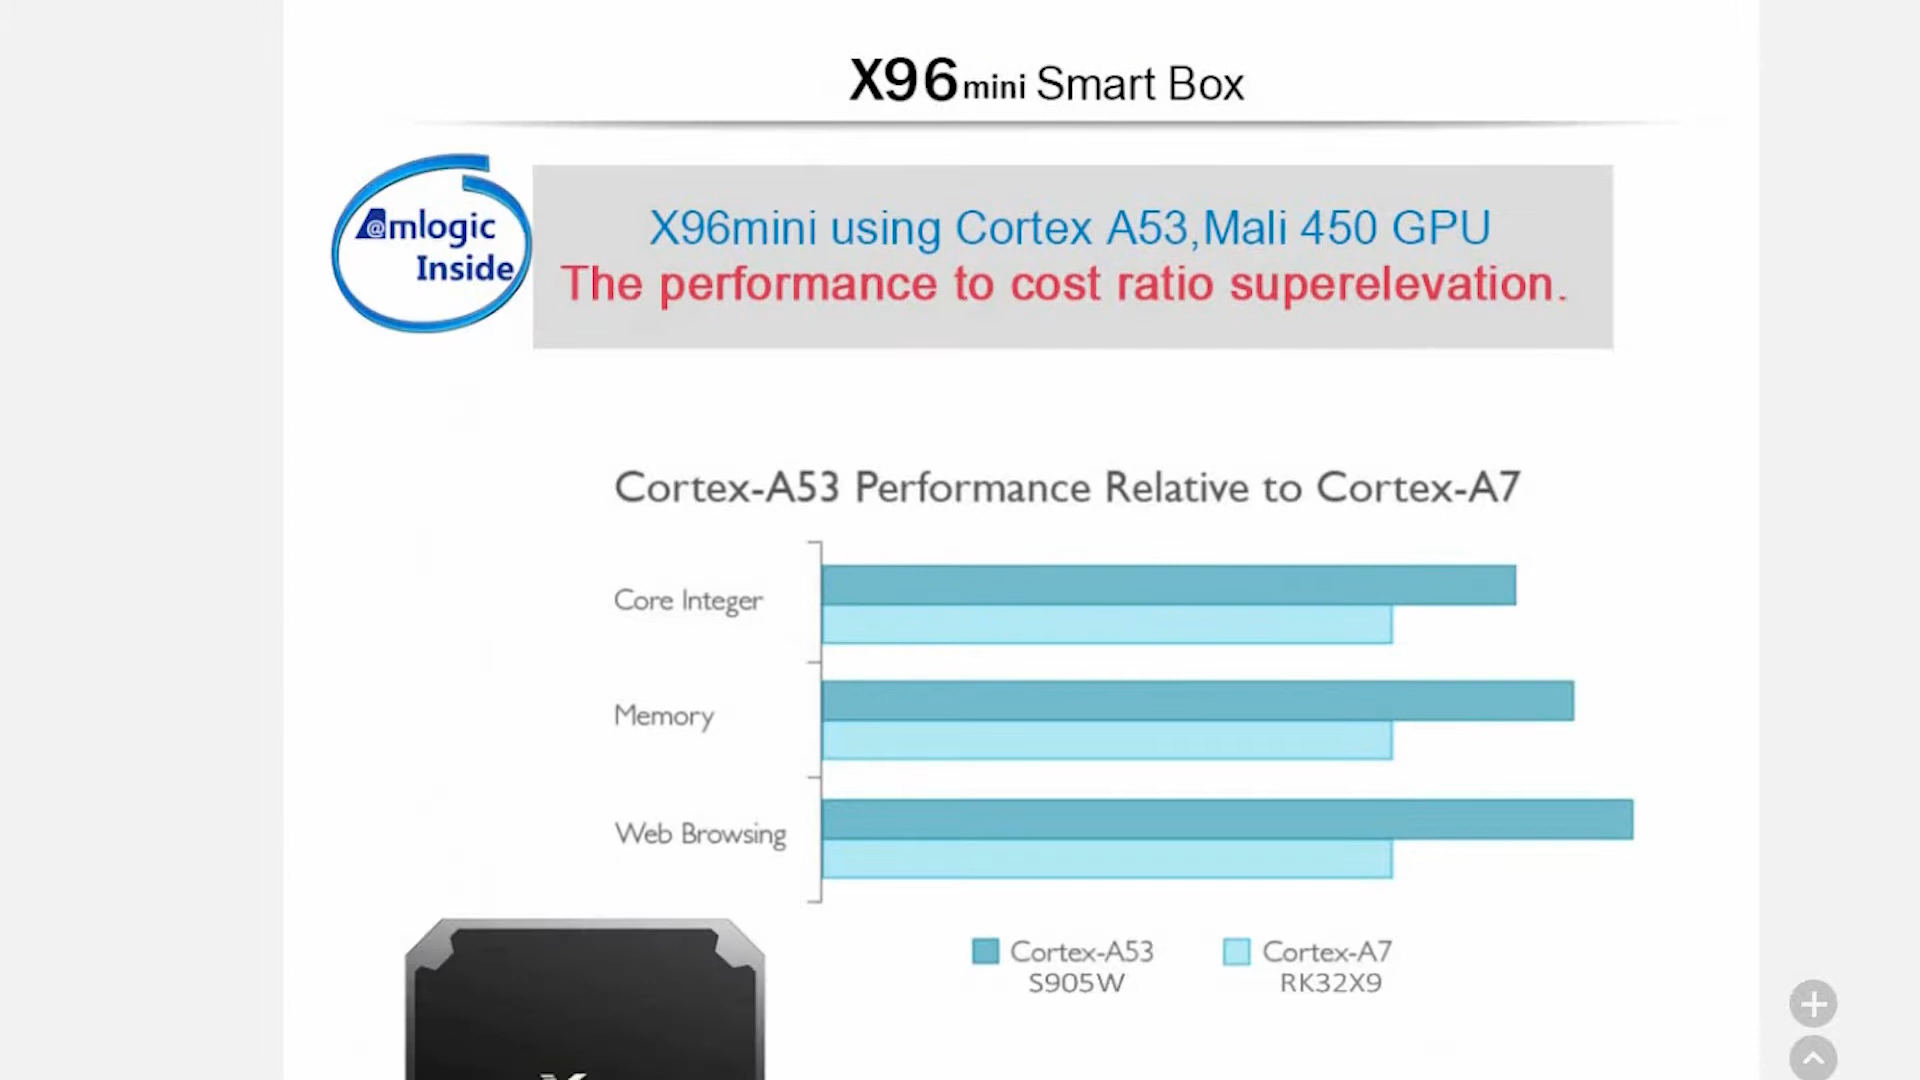 X96mini Smart Box
@mlogic
Inside
X96mini using Cortex A53,Mali 450 GPU
The performance to cost ratio superelevation.
Cortex-A53 Performance Relative to Cortex-A7
Core Integer
Memory
Web Browsing
Cortex-A53
S905W
Cortex-A7
RK32X9